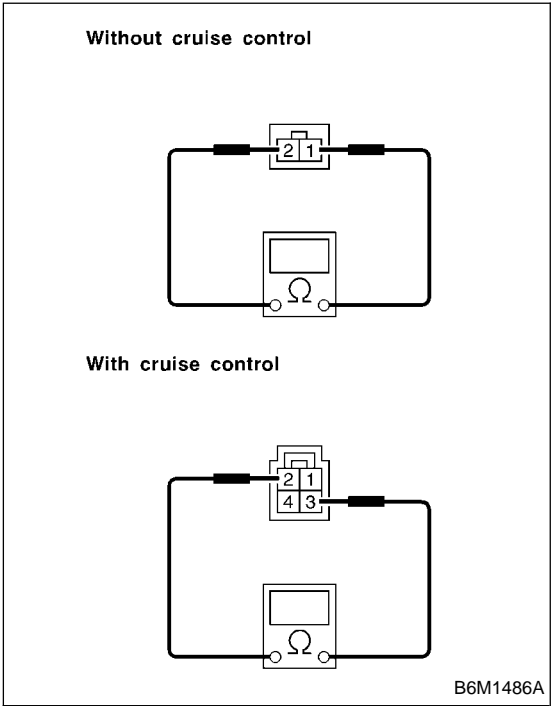 Without cruise control
2 1
Ω
With cruise control
2 1
4 3
Ω
B6M1486A